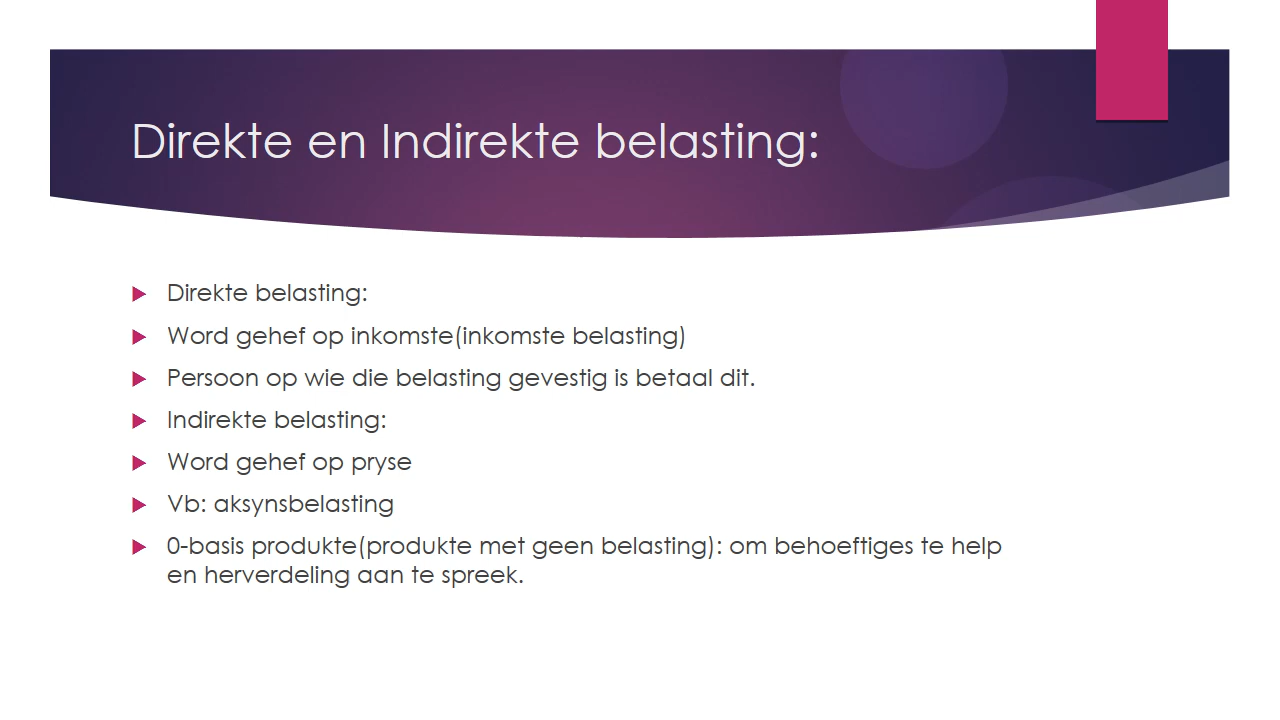 Direkte en Indirekte belasting:
Direkte belasting:
Word gehef op inkomste(inkomste belasting)
Persoon op wie die belasting gevestig is betaal dit.
Indirekte belasting:
Word gehef op pryse
Vb: aksynsbelasting
0-basis produkte(produkte met geen belasting): om behoeftiges te help
en herverdeling aan te spreek.